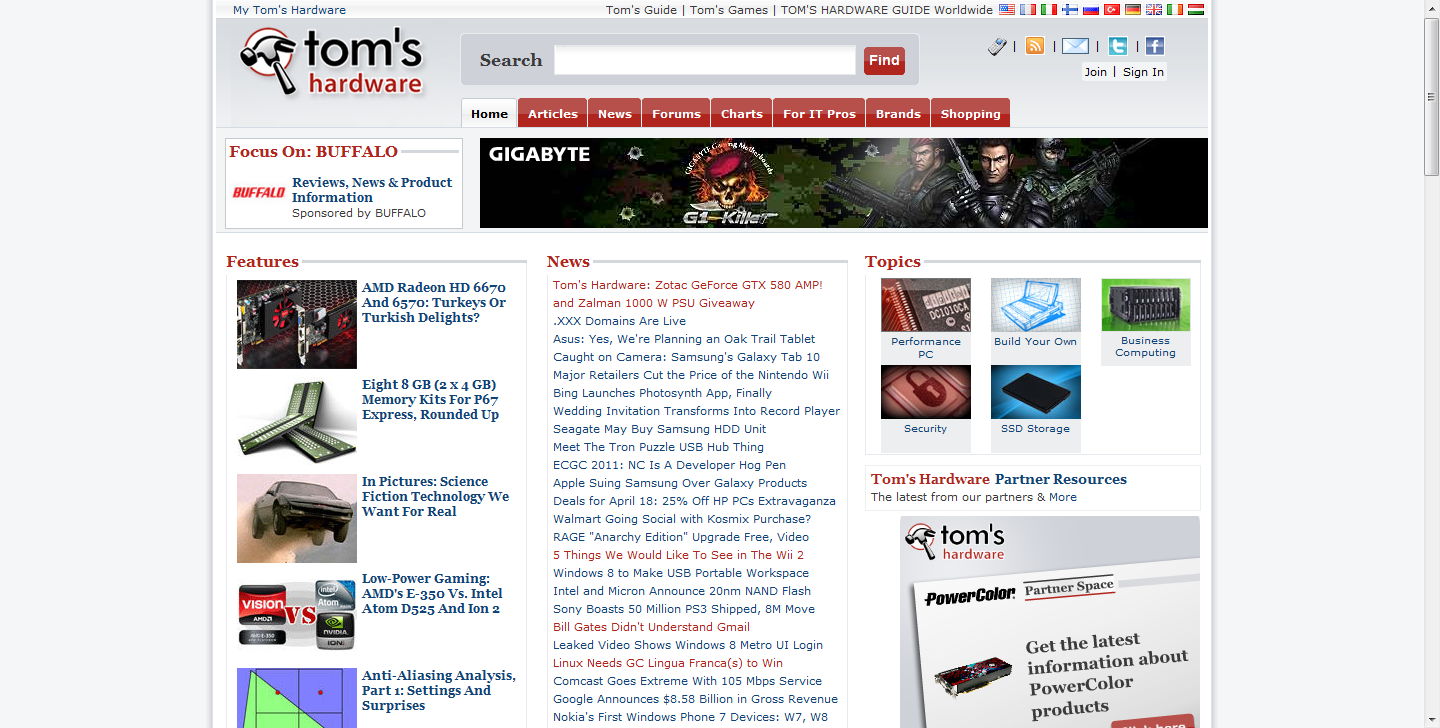 My Tom's Hardware
Tom's Guide | Tom's Games | TOM'S HARDWARE GUIDE Worldwide
tom's
hardware
Search
Find
Join | Sign In
Home
Articles
News
Forums
Charts
For IT Pros
Brands
Shopping
Focus On: BUFFALO
BUFFALO
Reviews, News & Product
Information
Sponsored by BUFFALO
GIGABYTE
GIGABYTE Gaming Motherboards
G1-Killer
Features
AMD Radeon HD 6670
And 6570: Turkeys Or
Turkish Delights?
Eight 8 GB (2 x 4 GB)
Memory Kits For P67
Express, Rounded Up
In Pictures: Science
Fiction Technology We
Want For Real
VISION
AMD
VS
intel
Atom
NVIDIA
ION
Low-Power Gaming:
AMD's E-350 Vs. Intel
Atom D525 And Ion 2
Anti-Aliasing Analysis,
Part 1: Settings And
Surprises
News
Tom's Hardware: Zotac GeForce GTX 580 AMP!
and Zalman 1000 W PSU Giveaway
.XXX Domains Are Live
Asus: Yes, We're Planning an Oak Trail Tablet
Caught on Camera: Samsung's Galaxy Tab 10
Major Retailers Cut the Price of the Nintendo Wii
Bing Launches Photosynth App, Finally
Wedding Invitation Transforms Into Record Player
Seagate May Buy Samsung HDD Unit
Meet The Tron Puzzle USB Hub Thing
ECGC 2011: NC Is A Developer Hog Pen
Apple Suing Samsung Over Galaxy Products
Deals for April 18: 25% Off HP PCs Extravaganza
Walmart Going Social with Kosmix Purchase?
RAGE "Anarchy Edition" Upgrade Free, Video
5 Things We Would Like To See in The Wii 2
Windows 8 to Make USB Portable Workspace
Intel and Micron Announce 20nm NAND Flash
Sony Boasts 50 Million PS3 Shipped, 8M Move
Bill Gates Didn't Understand Gmail
Leaked Video Shows Windows 8 Metro UI Login
Linux Needs GC Lingua Franca(s) to Win
Comcast Goes Extreme With 105 Mbps Service
Google Announces $8.58 Billion in Gross Revenue
Nokia's First Windows Phone 7 Devices: W7, W8
Topics
Performance
PC
Build Your Own
Business
Computing
Security
SSD Storage
Tom's Hardware Partner Resources
The latest from our partners & More
tom's
hardware
PowerColor
Partner Space
Get the latest
information about
PowerColor
products
Click here